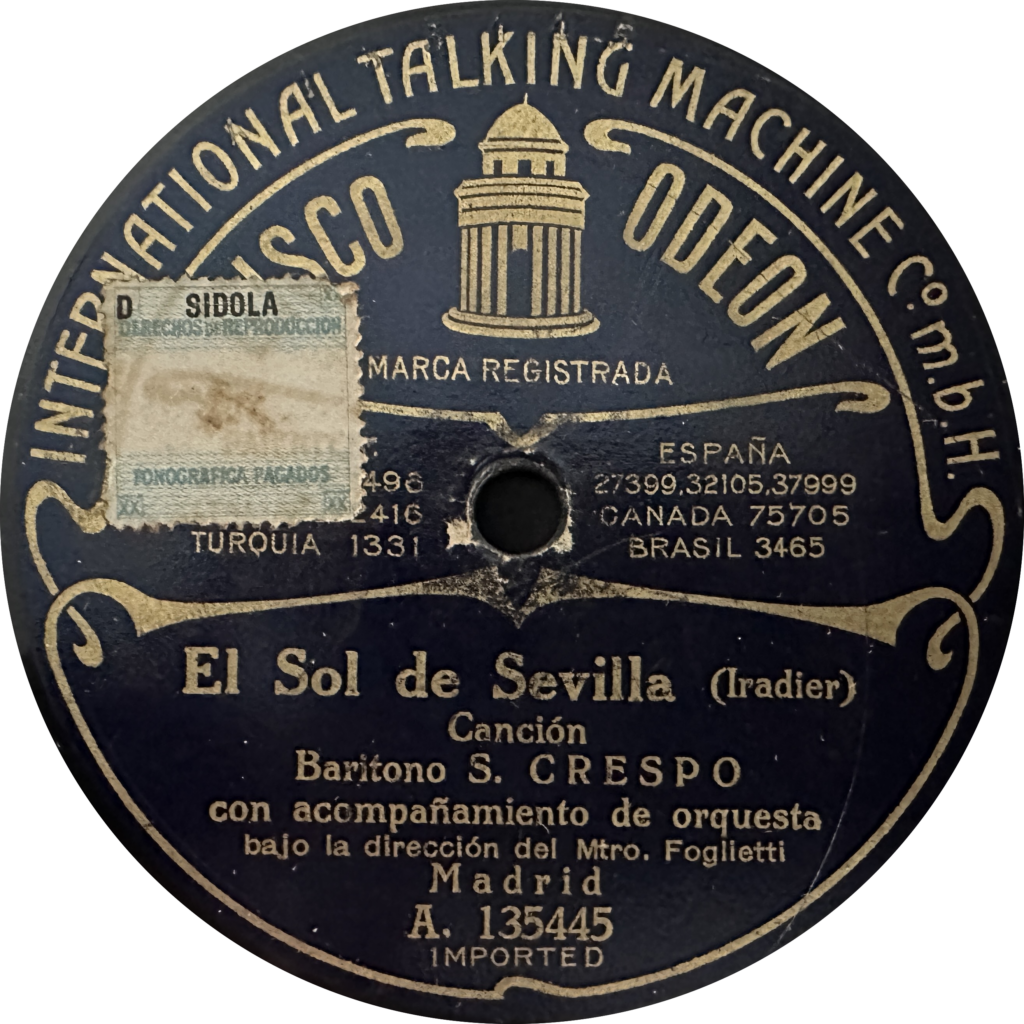 INTERNATIONAL TALKING MACHINE Co. m.b.H.
ODEON
MARCA REGISTRADA
D SIDOLA
DERECHOS DE REPRODUCCION
FONOGRAFICA PAGADOS
XX XX
TURQUIA 1331
ESPAÑA
27399,32105,37999
CANADA 75705
BRASIL 3465
El Sol de Sevilla (Iradier)
Canción
Baritono S. CRESPO
con acompañamiento de orquesta
bajo la dirección del Mtro. Foglietti
Madrid
A. 135445
IMPORTED